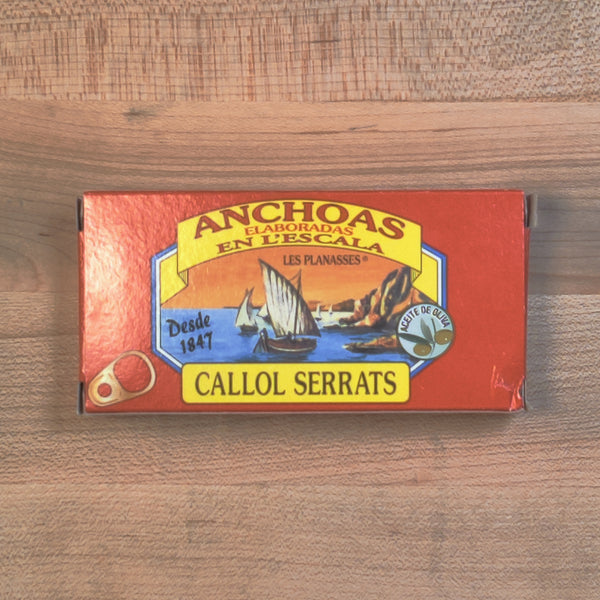 ANCHOAS
ELABORADAS
EN L'ESCALA
LES PLANASSES®
Desde
1847
ACEITE DE OLIVA
CALLOL SERRATS